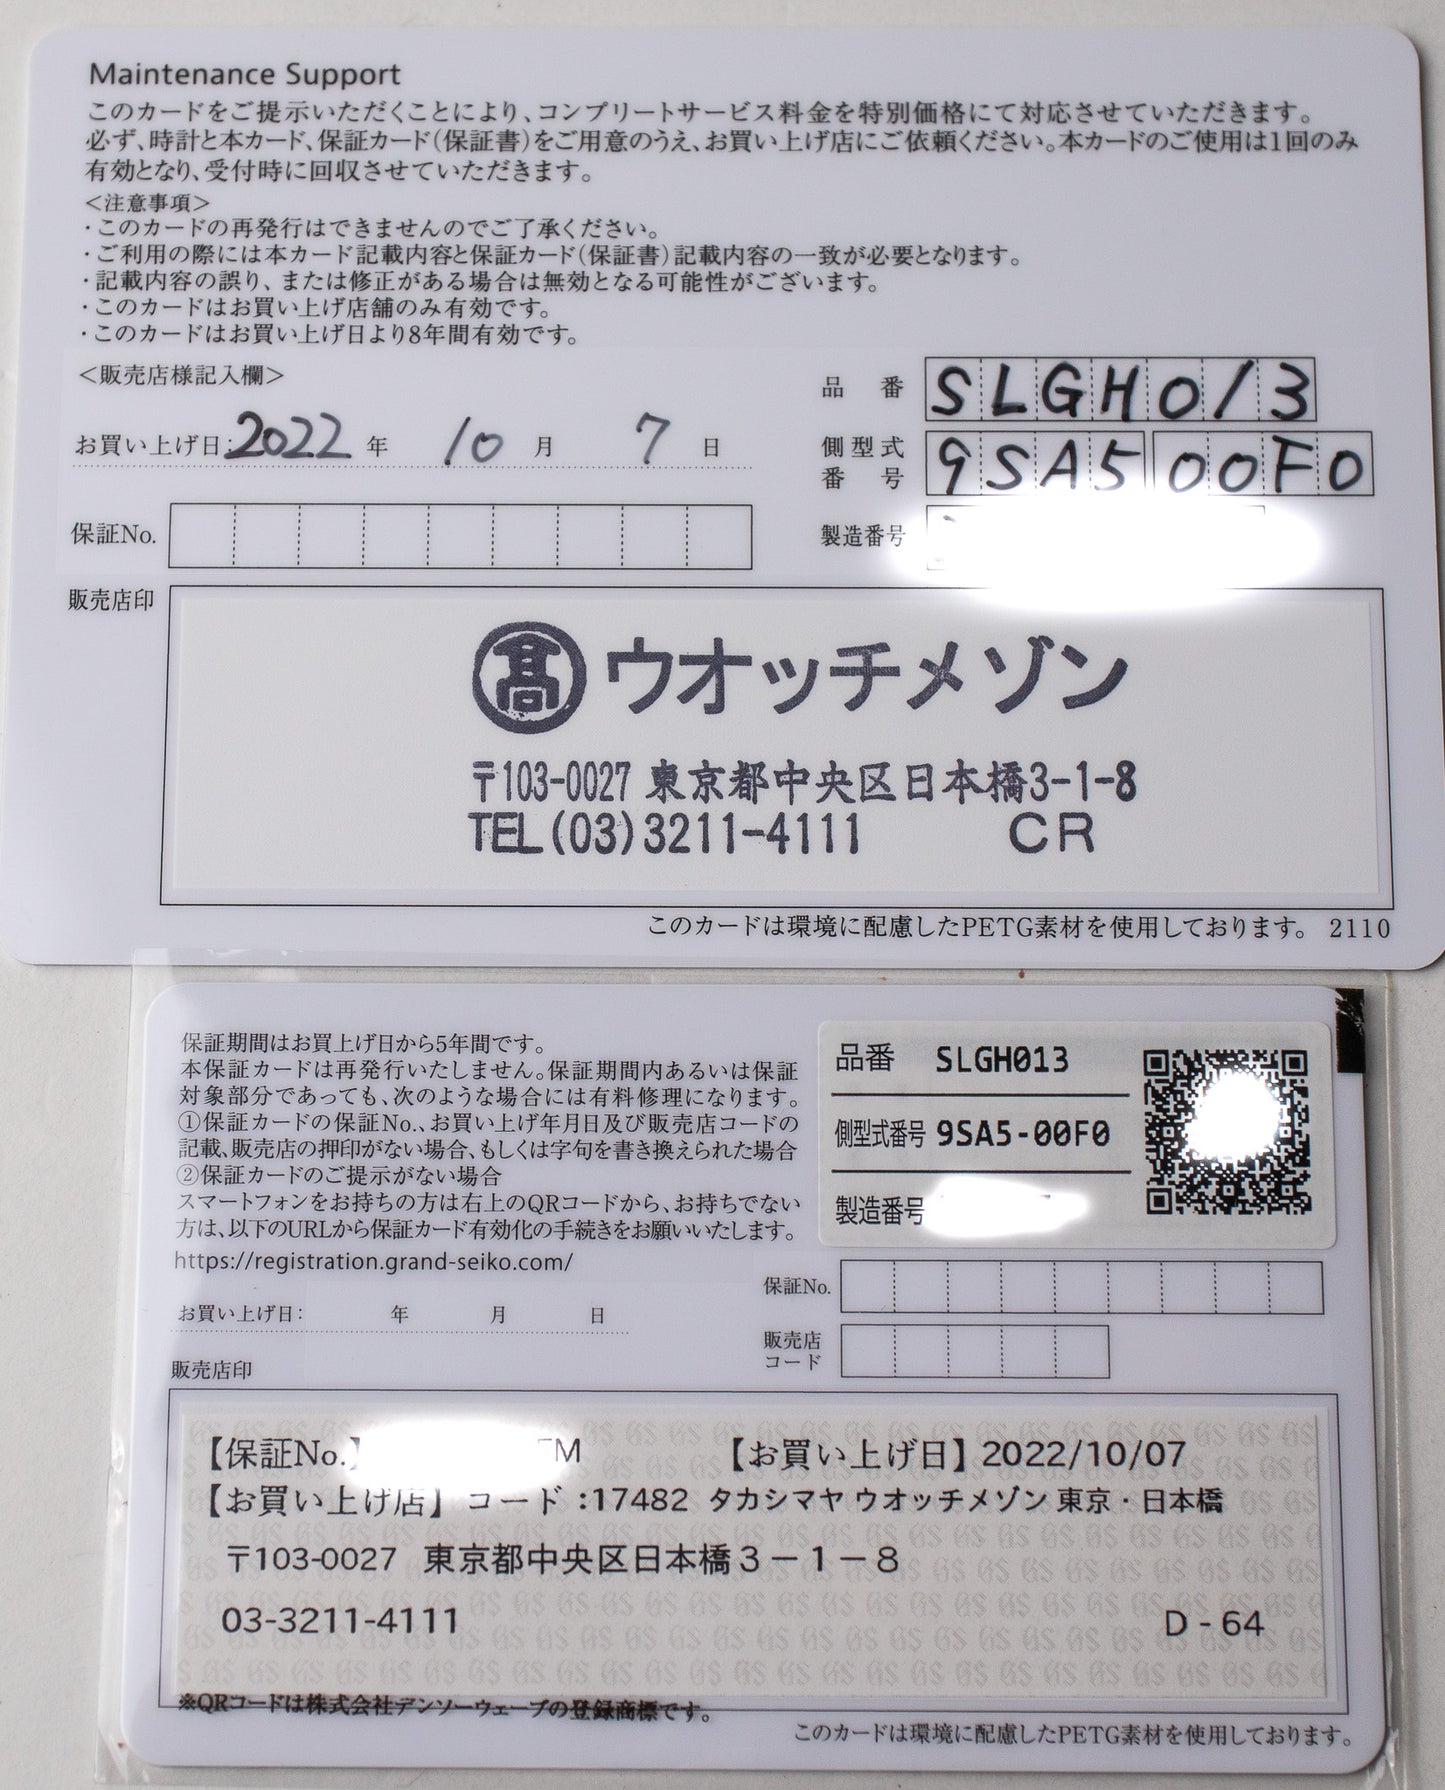 Maintenance Support
このカードをご提示いただくことにより、コンプリートサービス料金を特別価格にて対応させていただきます。
必ず、時計と本カード、保証カード(保証書)をご用意のうえ、お買い上げ店にご依頼ください。本カードのご使用は1回のみ
有効となり、受付時に回収させていただきます。
<注意事項>
・このカードの再発行はできませんのでご了承ください。
・ご利用の際には本カード記載内容と保証カード(保証書)記載内容の一致が必要となります。
・記載内容の誤り、または修正がある場合は無効となる可能性がございます。
・このカードはお買い上げ店舗のみ有効です。
・このカードはお買い上げ日より8年間有効です。
<販売店様記入欄>
品番 SLGH013
お買い上げ日:2022年 10月 7日
側型式番号 9SA5 00F0
保証No.
製造番号
販売店印
髙 ウオッチメゾン
〒103-0027 東京都中央区日本橋3-1-8
TEL(03)3211-4111 CR
このカードは環境に配慮したPETG素材を使用しております。 2110
保証期間はお買上げ日から5年間です。
本保証カードは再発行いたしません。保証期間内あるいは保証
対象部分であっても、次のような場合には有料修理になります。
①保証カードの保証No.、お買い上げ年月日及び販売店コードの
記載、販売店の押印がない場合、もしくは字句を書き換えられた場合
②保証カードのご提示がない場合
スマートフォンをお持ちの方は右上のQRコードから、お持ちでない
方は、以下のURLから保証カード有効化の手続きをお願いいたします。
https://registration.grand-seiko.com/
品番 SLGH013
側型式番号 9SA5-00F0
製造番号
保証No.
お買い上げ日: 年 月 日
販売店コード
販売店印
【保証No.】 M 【お買い上げ日】2022/10/07
【お買い上げ店】 コード :17482 タカシマヤ ウオッチメゾン 東京・日本橋
〒103-0027 東京都中央区日本橋3-1-8
03-3211-4111 D-64
※QRコードは株式会社デンソーウェーブの登録商標です。
このカードは環境に配慮したPETG素材を使用しております。